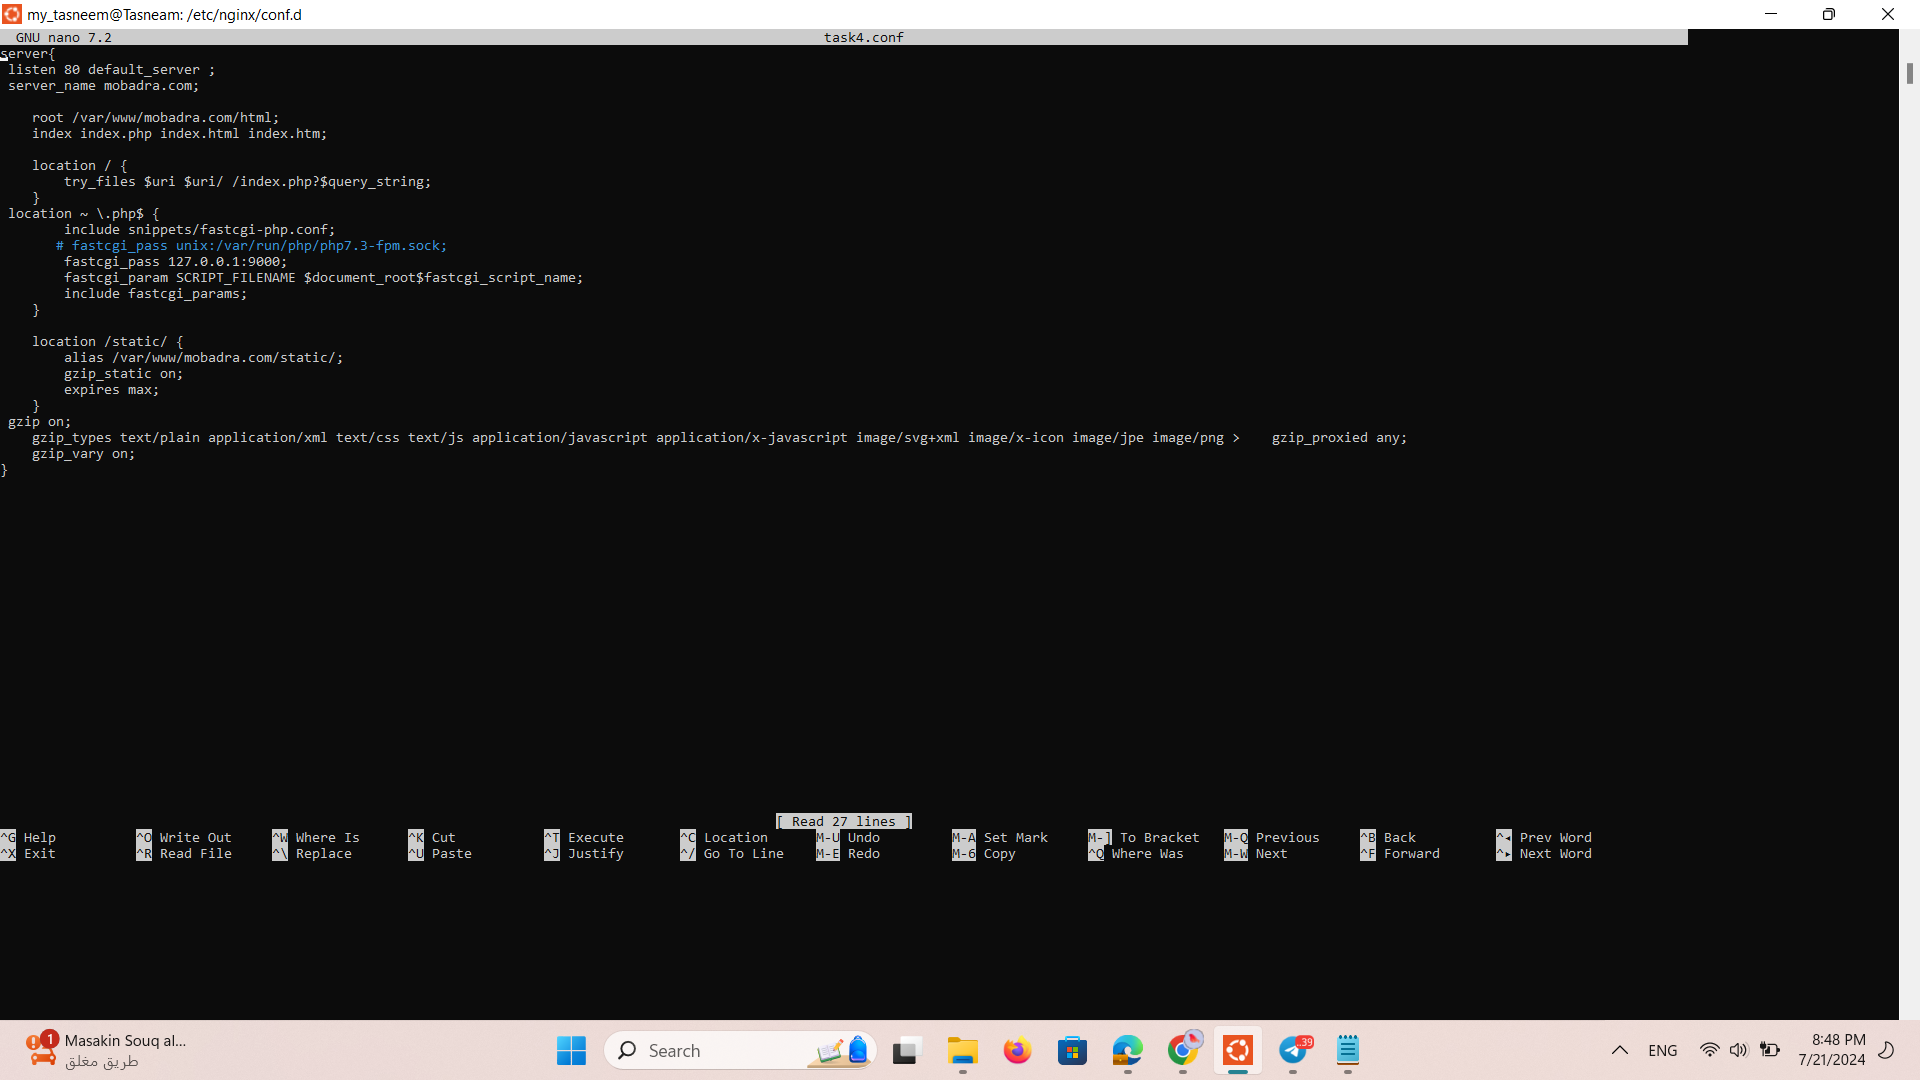 my_tasneem@Tasneam: /etc/nginx/conf.d
GNU nano 7.2 task4.conf
server{
 listen 80 default_server ;
 server_name mobadra.com;
    root /var/www/mobadra.com/html;
    index index.php index.html index.htm;
    location / {
        try_files $uri $uri/ /index.php?$query_string;
    }
 location ~ \.php$ {
        include snippets/fastcgi-php.conf;
       # fastcgi_pass unix:/var/run/php/php7.3-fpm.sock;
        fastcgi_pass 127.0.0.1:9000;
        fastcgi_param SCRIPT_FILENAME $document_root$fastcgi_script_name;
        include fastcgi_params;
    }
    location /static/ {
        alias /var/www/mobadra.com/static/;
        gzip_static on;
        expires max;
    }
 gzip on;
    gzip_types text/plain application/xml text/css text/js application/javascript application/x-javascript image/svg+xml image/x-icon image/jpe image/png >    gzip_proxied any;
    gzip_vary on;
}
[ Read 27 lines ]
^G Help ^O Write Out ^W Where Is ^K Cut ^T Execute ^C Location M-U Undo M-A Set Mark M-] To Bracket M-Q Previous ^B Back ^◂ Prev Word
^X Exit ^R Read File ^\ Replace ^U Paste ^J Justify ^/ Go To Line M-E Redo M-6 Copy ^Q Where Was M-W Next ^F Forward ^▸ Next Word
1 Masakin Souq al...
طريق مغلق
Search
.39
ENG
8:48 PM
7/21/2024